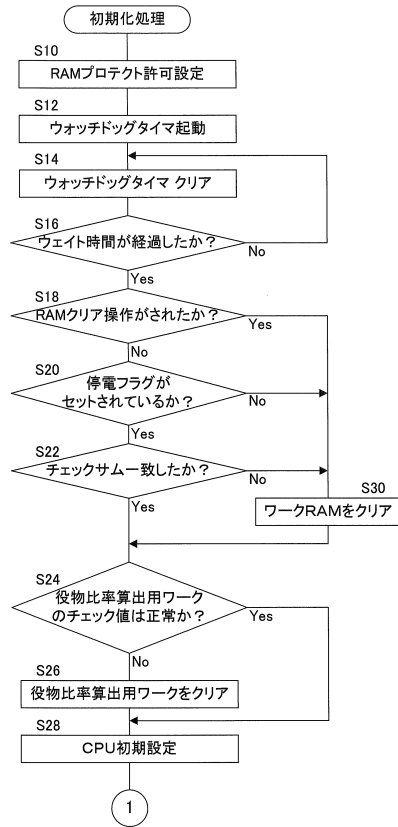 初期化処理
S10
RAMプロテクト許可設定
S12
ウォッチドッグタイマ起動
S14
ウォッチドッグタイマ クリア
S16
ウェイト時間が経過したか？
No
Yes
S18
RAMクリア操作がされたか？
Yes
No
S20
停電フラグが
セットされているか？
No
Yes
S22
チェックサム一致したか？
No
Yes
S30
ワークRAMをクリア
S24
役物比率算出用ワーク
のチェック値は正常か？
Yes
No
S26
役物比率算出用ワークをクリア
S28
ＣＰＵ初期設定
1